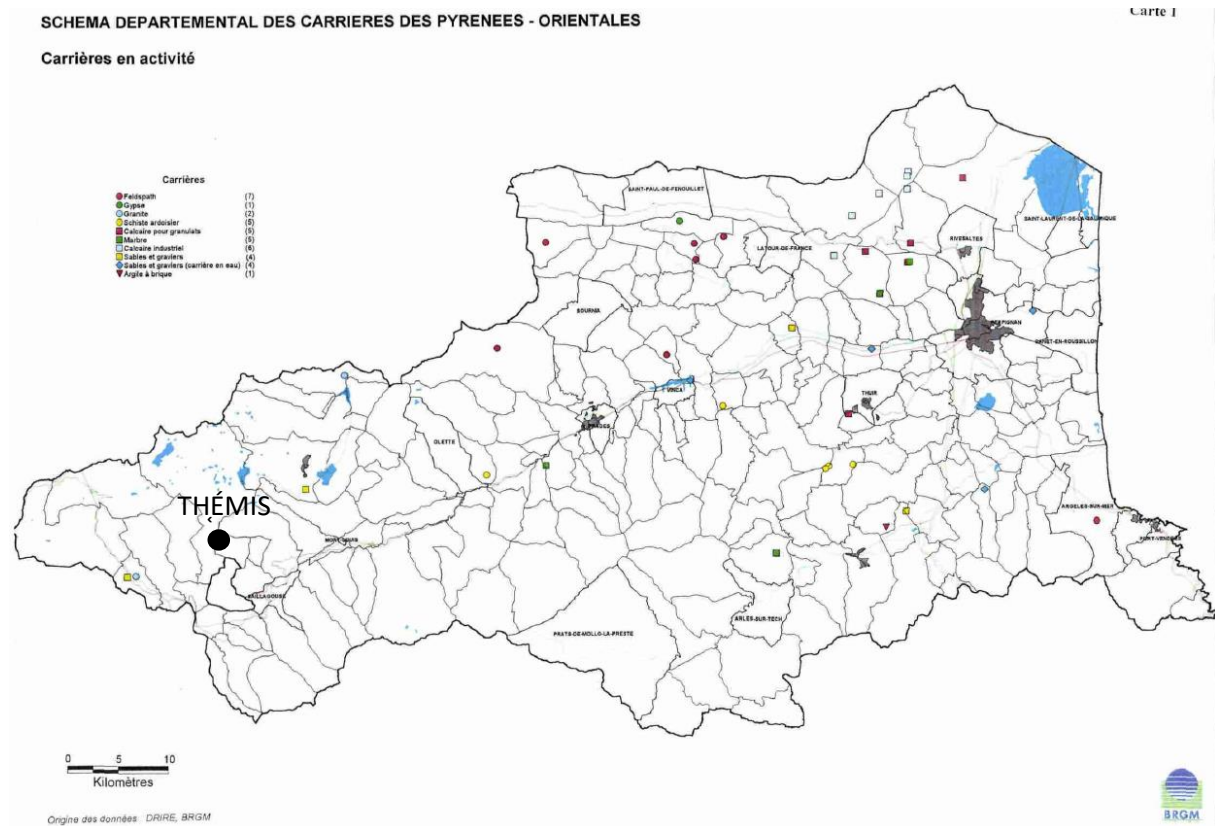 Carte 1
SCHEMA DEPARTEMENTAL DES CARRIERES DES PYRENEES - ORIENTALES
Carrières en activité
Carrières
Feldspath (7)
Gypse (1)
Granite (2)
Schiste ardoisier (5)
Calcaire pour granulats (5)
Marbre (5)
Calcaire industriel (6)
Sables et graviers (4)
Sables et graviers (carrière en eau) (4)
Argile à brique (1)
SAINT-PAUL-DE-FENOUILLET
SAINT-LAURENT-DE-LA-SALANQUE
RIVESALTES
LATOUR-DE-FRANCE
SOURNIA
PERPIGNAN
CANET-EN-ROUSSILLON
VINCA
THUIR
PRADES
OLETTE
THÉMIS
ARGELES-SUR-MER
PORT-VENDRES
MONT-LOUIS
SAILLAGOUSE
ARLES-SUR-TECH
PRATS-DE-MOLLO-LA-PRESTE
0 5 10
Kilomètres
Origine des données : DRIRE, BRGM
BRGM